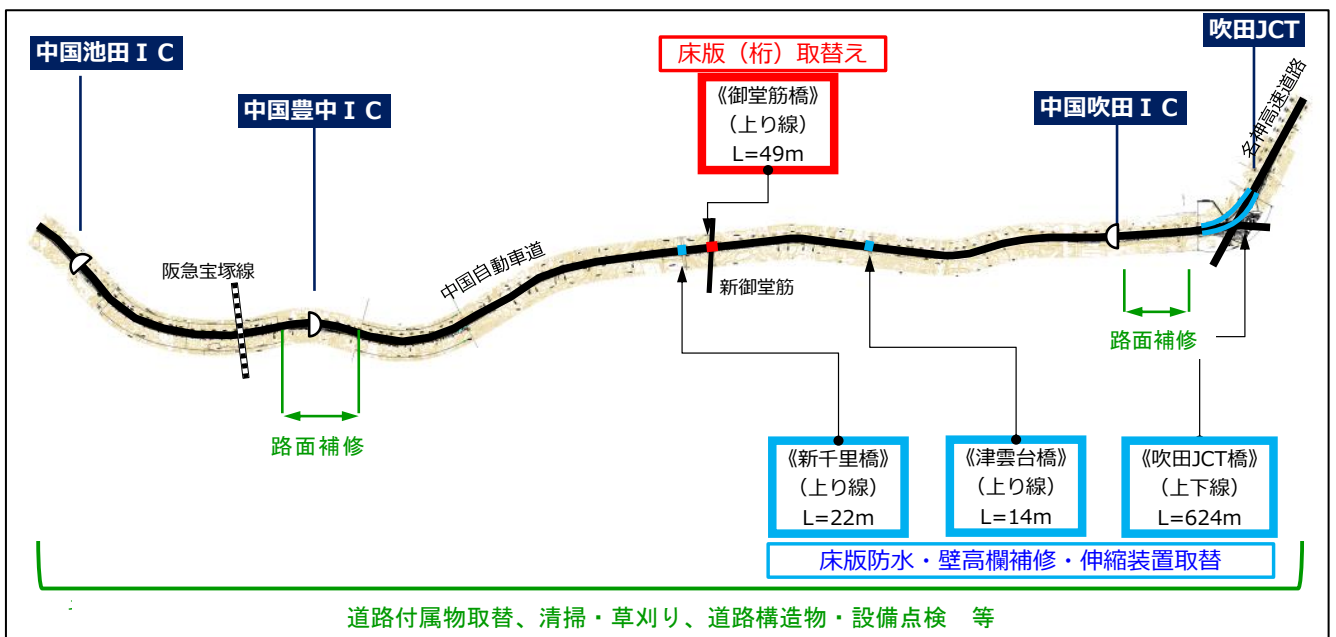 中国池田ＩＣ
中国豊中ＩＣ
床版（桁）取替え
《御堂筋橋》
（上り線）
L=49m
中国吹田ＩＣ
吹田JCT
名神高速道路
阪急宝塚線
中国自動車道
新御堂筋
路面補修
路面補修
《新千里橋》
（上り線）
L=22m
《津雲台橋》
（上り線）
L=14m
《吹田JCT橋》
（上下線）
L=624m
床版防水・壁高欄補修・伸縮装置取替
道路付属物取替、清掃・草刈り、道路構造物・設備点検　等